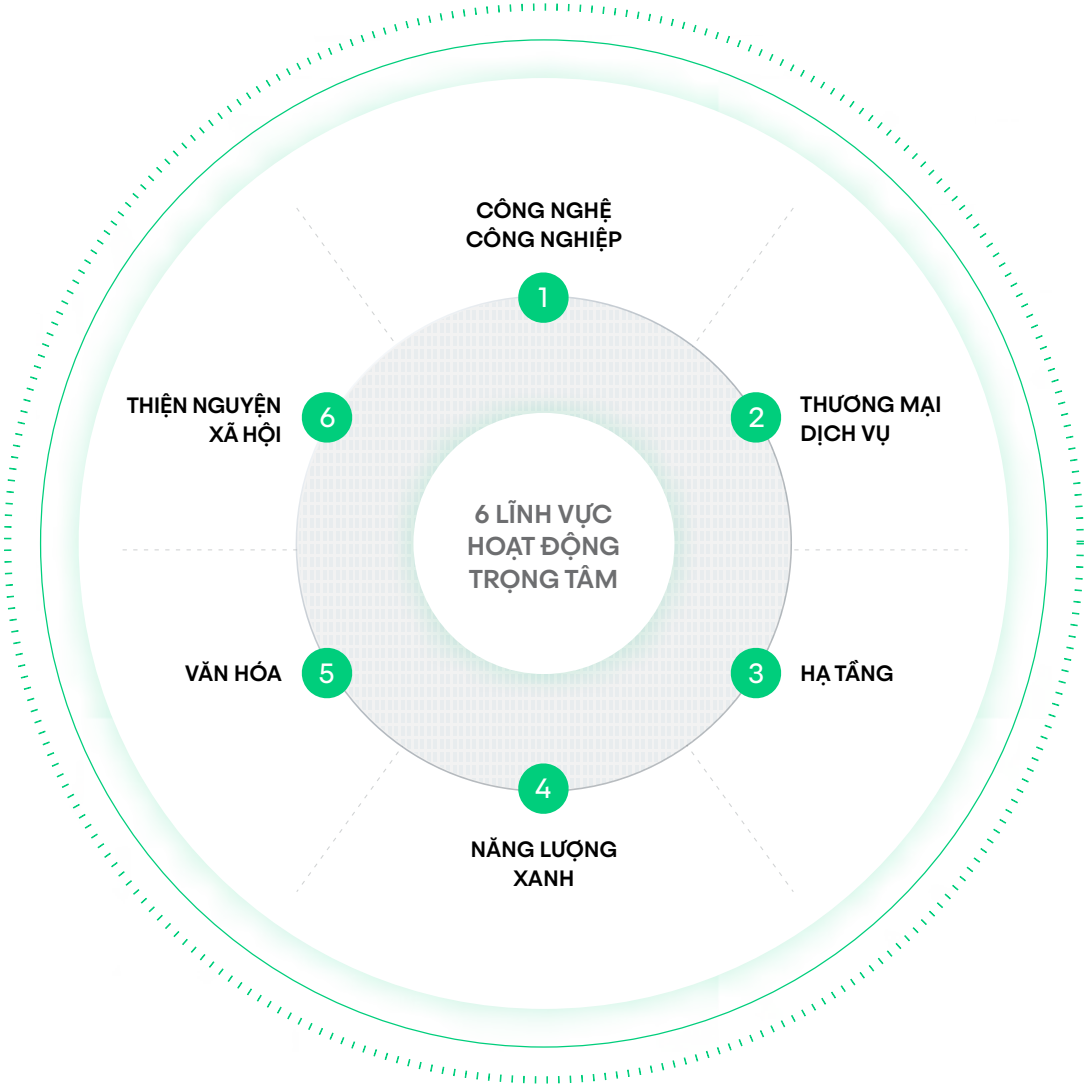 6 LĨNH VỰC
HOẠT ĐỘNG
TRỌNG TÂM
1
CÔNG NGHỆ
CÔNG NGHIỆP
2
THƯƠNG MẠI
DỊCH VỤ
3
HẠ TẦNG
4
NĂNG LƯỢNG
XANH
5
VĂN HÓA
6
THIỆN NGUYỆN
XÃ HỘI